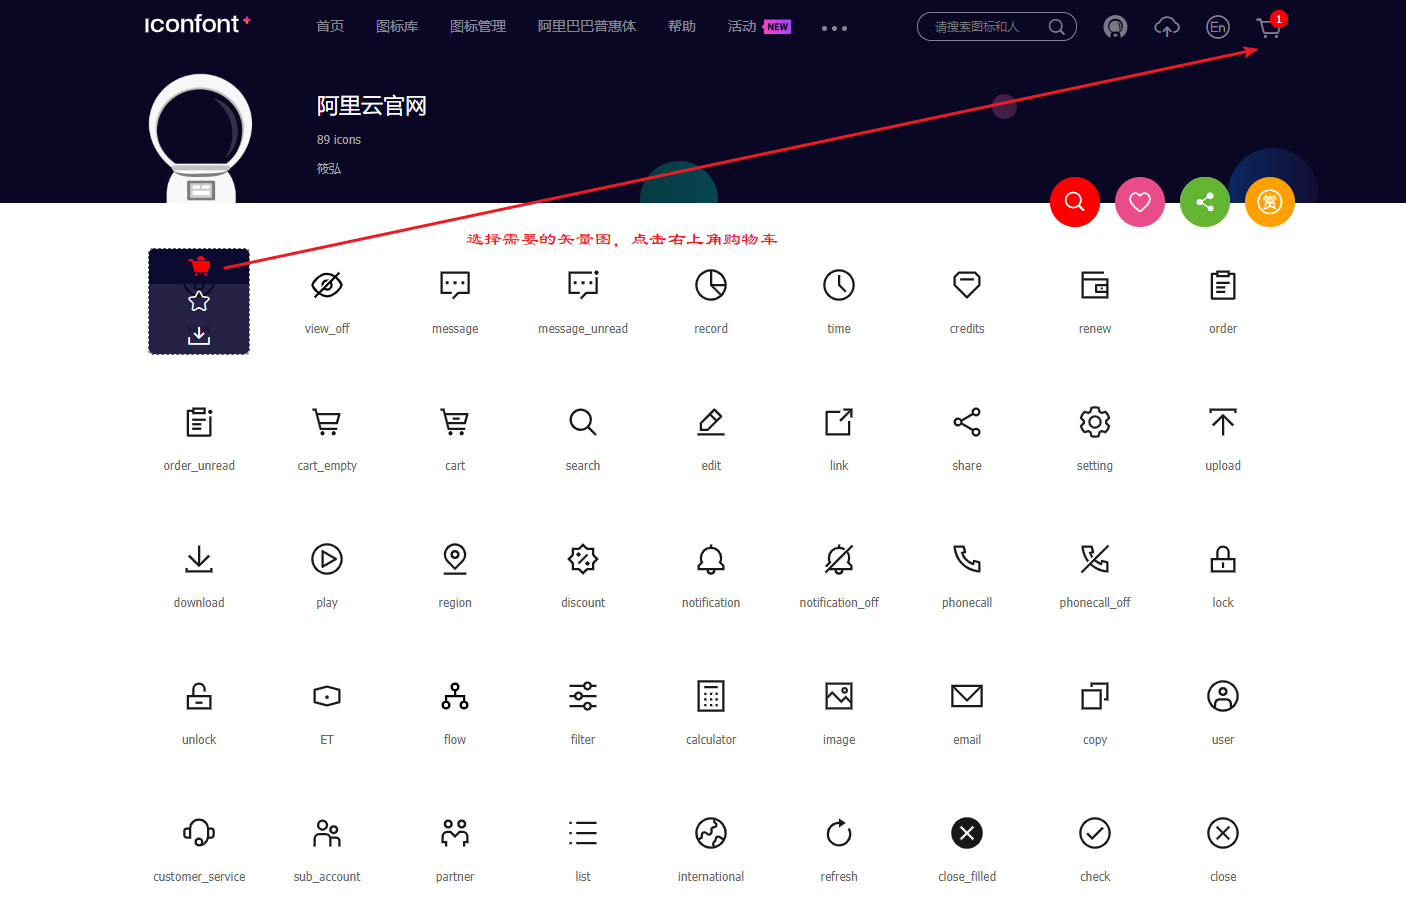 iconfont+
首页 图标库 图标管理 阿里巴巴普惠体 帮助 活动 NEW
请搜索图标和人
En
1
阿里云官网
89 icons
筱弘
赏
选择需要的矢量图，点击右上角购物车
view_off message message_unread record time credits renew order
order_unread cart_empty cart search edit link share setting upload
download play region discount notification notification_off phonecall phonecall_off lock
unlock ET flow filter calculator image email copy user
customer_service sub_account partner list international refresh close_filled check close